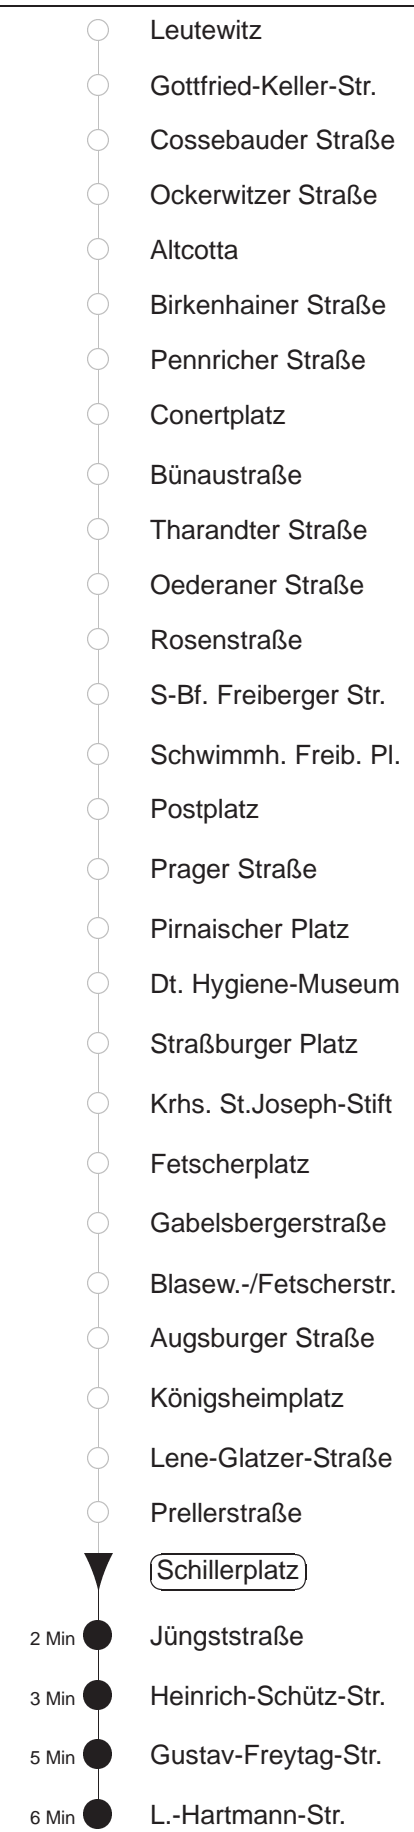 Leutewitz
Gottfried-Keller-Str.
Cossebauder Straße
Ockerwitzer Straße
Altcotta
Birkenhainer Straße
Pennricher Straße
Conertplatz
Bünaustraße
Tharandter Straße
Oederaner Straße
Rosenstraße
S-Bf. Freiberger Str.
Schwimmh. Freib. Pl.
Postplatz
Prager Straße
Pirnaischer Platz
Dt. Hygiene-Museum
Straßburger Platz
Krhs. St.Joseph-Stift
Fetscherplatz
Gabelsbergerstraße
Blasew.-/Fetscherstr.
Augsburger Straße
Königsheimplatz
Lene-Glatzer-Straße
Prellerstraße
Schillerplatz
2 Min Jüngststraße
3 Min Heinrich-Schütz-Str.
5 Min Gustav-Freytag-Str.
6 Min L.-Hartmann-Str.